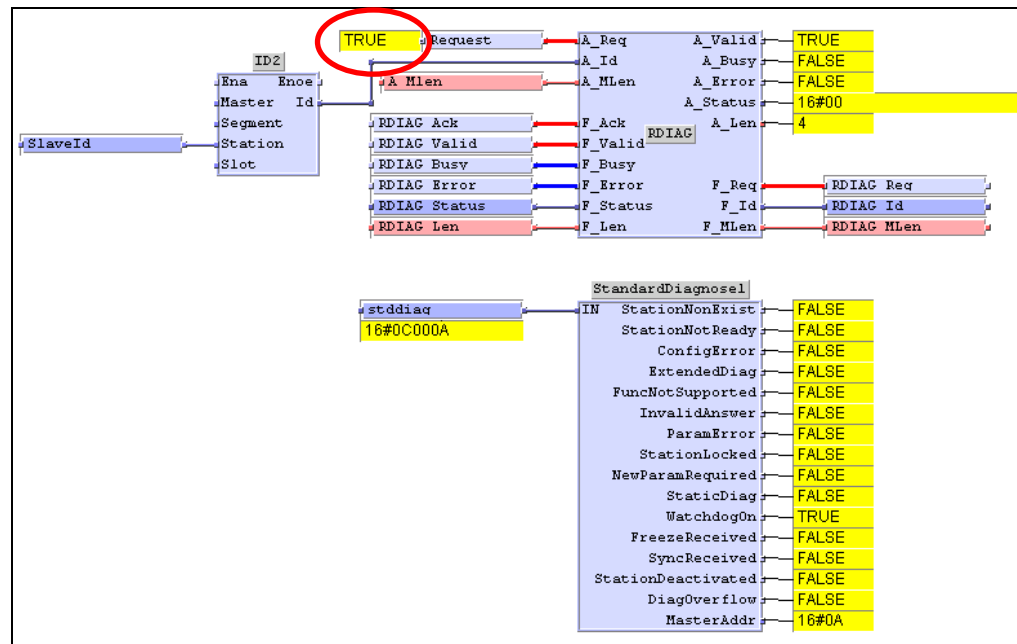 TRUE Request A_Req A_Valid TRUE
ID2 A_Id A_Busy FALSE
Ena Enoe A Mlen A_MLen A_Error FALSE
Master Id A_Status 16#00
Segment RDIAG Ack F_Ack RDIAG A_Len 4
SlaveId Station RDIAG Valid F_Valid
Slot RDIAG Busy F_Busy
RDIAG Error F_Error F_Req RDIAG Req
RDIAG Status F_Status F_Id RDIAG Id
RDIAG Len F_Len F_MLen RDIAG MLen
StandardDiagnose1
stddiag IN StationNonExist FALSE
16#0C000A StationNotReady FALSE
ConfigError FALSE
ExtendedDiag FALSE
FuncNotSupported FALSE
InvalidAnswer FALSE
ParamError FALSE
StationLocked FALSE
NewParamRequired FALSE
StaticDiag FALSE
WatchdogOn TRUE
FreezeReceived FALSE
SyncReceived FALSE
StationDeactivated FALSE
DiagOverflow FALSE
MasterAddr 16#0A